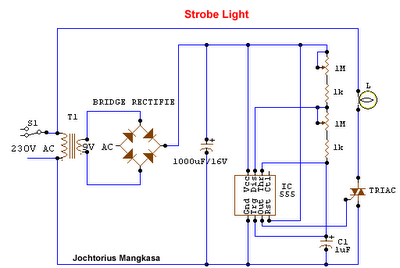 Strobe Light
1M
L
BRIDGE RECTIFIE
1k
S1
T1
1M
230V AC
9V AC
1k
1000uF/16V
Gnd Vcc
Trg Dis
Out Thr
Rst Ctl
IC
555
TRIAC
C1
1uF
Jochtorius Mangkasa